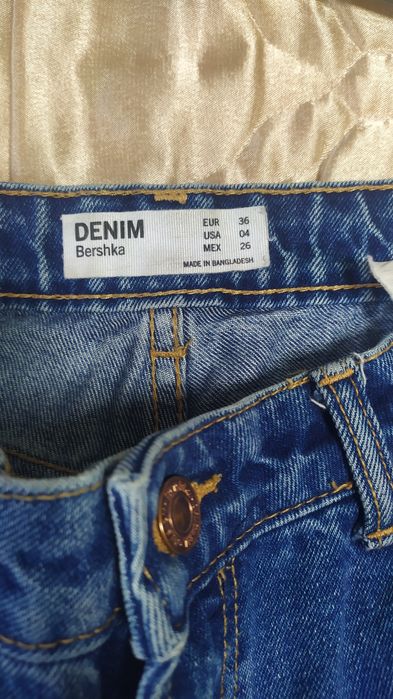 DENIM
Bershka
EUR 36
USA 04
MEX 26
MADE IN BANGLADESH